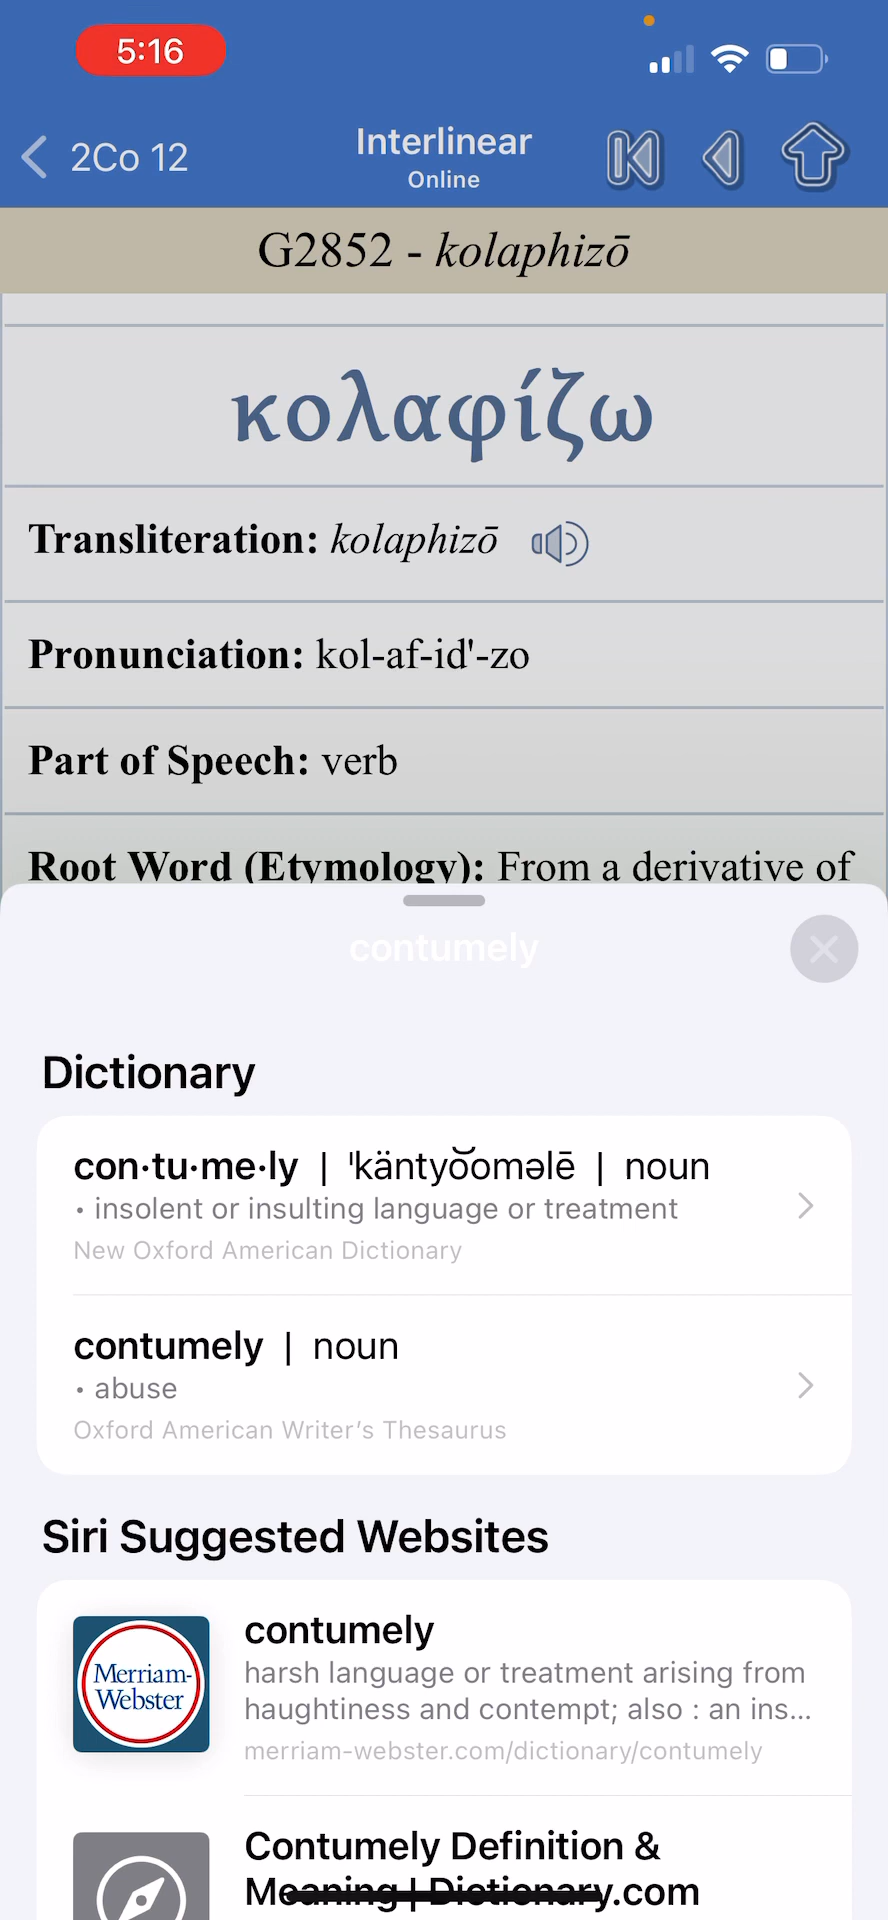 5:16
2Co 12
Interlinear
Online
G2852 - kolaphizō
κολαφίζω
Transliteration: kolaphizō
Pronunciation: kol-af-id'-zo
Part of Speech: verb
Root Word (Etymology): From a derivative of
contumely
Dictionary
con·tu·me·ly | ˈkäntyo͝oməlē | noun
• insolent or insulting language or treatment
New Oxford American Dictionary
contumely | noun
• abuse
Oxford American Writer's Thesaurus
Siri Suggested Websites
Merriam-
Webster
contumely
harsh language or treatment arising from
haughtiness and contempt; also : an ins...
merriam-webster.com/dictionary/contumely
Contumely Definition &
Meaning | Dictionary.com